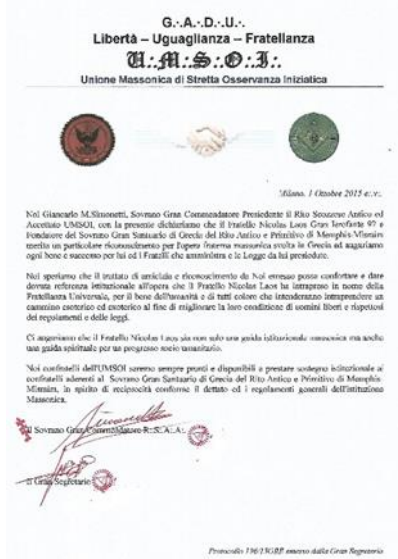 G∴A∴D∴U∴
Libertà – Uguaglianza – Fratellanza
U∴M∴S∴O∴I∴
Unione Massonica di Stretta Osservanza Iniziatica
Milano, 1 Ottobre 2015 e∴v∴
Noi Giancarlo M.Simonetti, Sovrano Gran Commendatore Presidente il Rito Scozzese Antico ed
Accettato UMSOI, con la presente dichiariamo che il Fratello Nicolas Laos Gran Ierofante 97 e
Fondatore del Sovrano Gran Santuario di Grecia del Rito Antico e Primitivo di Memphis-Misraim
merita un particolare riconoscimento per l'opera fraterna massonica svolta in Grecia ed auguriamo
ogni bene e successo per lui ed i Fratelli che amministra e le Logge da lui presiedute.
Noi speriamo che il trattato di amicizia e riconoscimento da Noi emesso possa confortare e dare
dovuta referenza istituzionale all'opera che il Fratello Nicolas Laos ha intrapreso in nome della
Fratellanza Universale, per il bene dell'umanità e di tutti coloro che intenderanno intraprendere un
cammino esoterico ed essoterico al fine di migliorare la loro condizione di uomini liberi e rispettosi
dei regolamenti e delle leggi.
Ci auguriamo che il Fratello Nicolas Laos sia non solo una guida istituzionale massonica ma anche
una guida spirituale per un progresso socio umanitario.
Noi confratelli dell'UMSOI saremo sempre pronti e disponibili a prestare sostegno istituzionale ai
confratelli aderenti al Sovrano Gran Santuario di Grecia del Rito Antico e Primitivo di Memphis-
Misraim, in spirito di reciprocità conforme il dettato ed i regolamenti generali dell'istituzione
Massonica.
Il Sovrano Gran Commendatore R∴S∴A∴A∴
Il Gran Segretario
Protocollo 196/15GBP emesso dalla Gran Segreteria